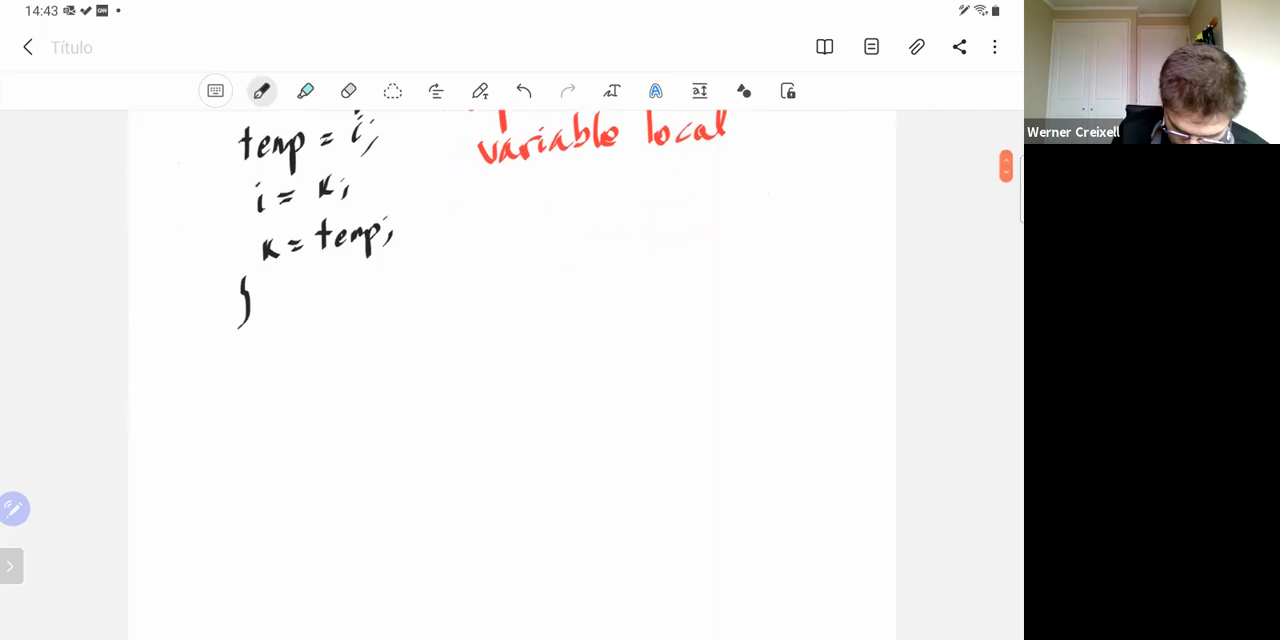 14:43
Título
temp = i;
variable local
i = k;
k = temp;
}
Werner Creixell